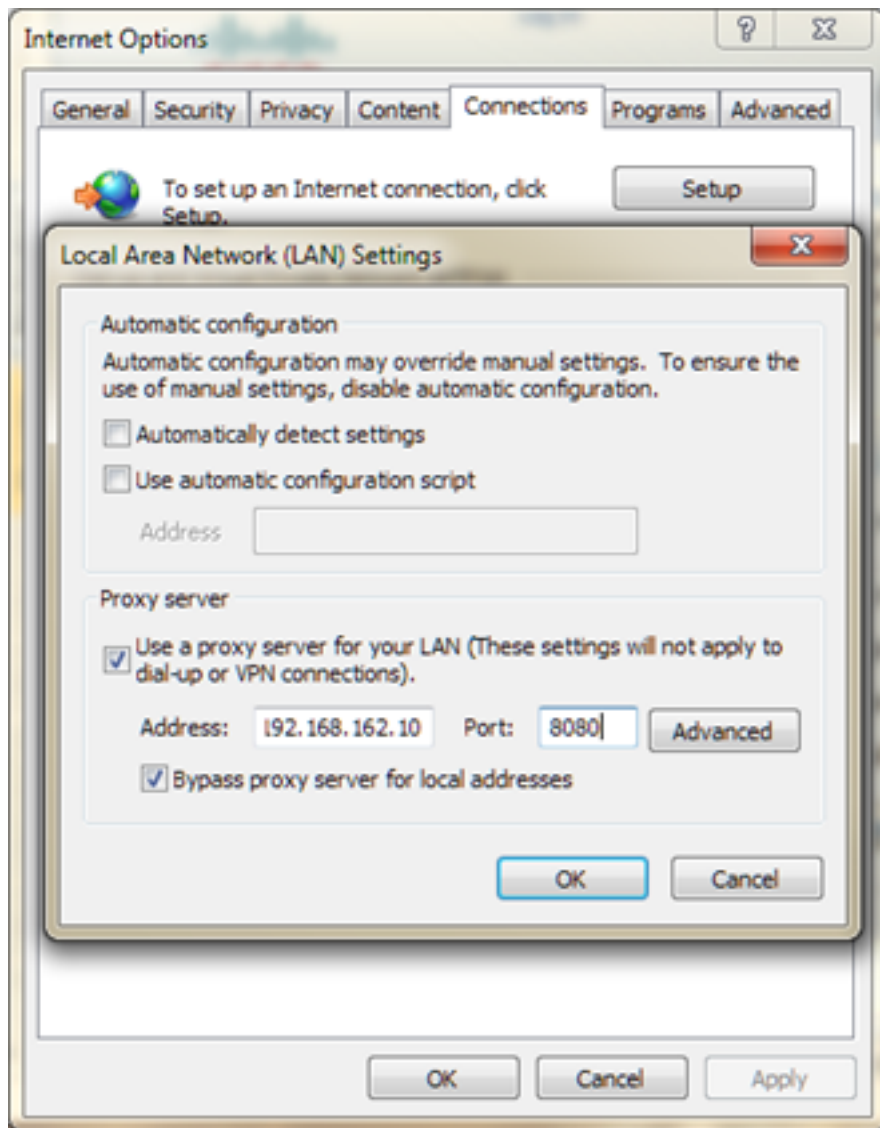 Internet Options
General Security Privacy Content Connections Programs Advanced
To set up an Internet connection, click
Setup.
Setup
Local Area Network (LAN) Settings
Automatic configuration
Automatic configuration may override manual settings. To ensure the
use of manual settings, disable automatic configuration.
Automatically detect settings
Use automatic configuration script
Address
Proxy server
Use a proxy server for your LAN (These settings will not apply to
dial-up or VPN connections).
Address: 192.168.162.10 Port: 8080 Advanced
Bypass proxy server for local addresses
OK Cancel
OK Cancel Apply